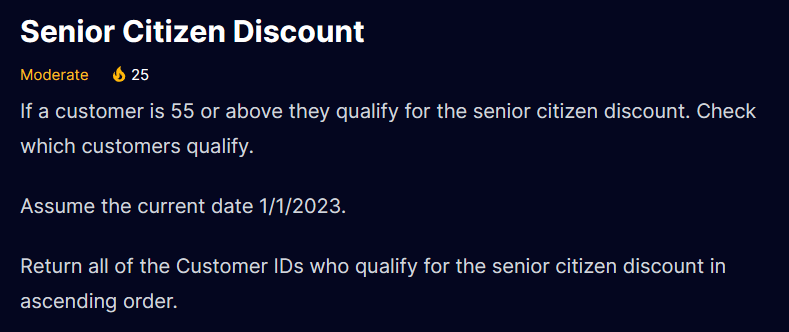 Senior Citizen Discount
Moderate 25
If a customer is 55 or above they qualify for the senior citizen discount. Check
which customers qualify.
Assume the current date 1/1/2023.
Return all of the Customer IDs who qualify for the senior citizen discount in
ascending order.